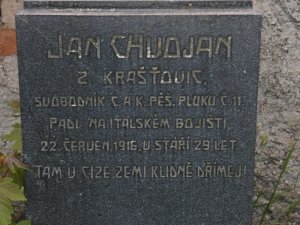 JAN CHUDJAN
Z KRAŠŤOVIC,
SVOBODNÍK C. A K. PĚŠ. PLUKU Č. 11.
PADL NA ITALSKÉM BOJIŠTI,
22. ČERVEN 1916, U STÁŘÍ 29. LET.
TAM U CIZÉ ZEMI KLIDNĚ DŘÍMEJ!